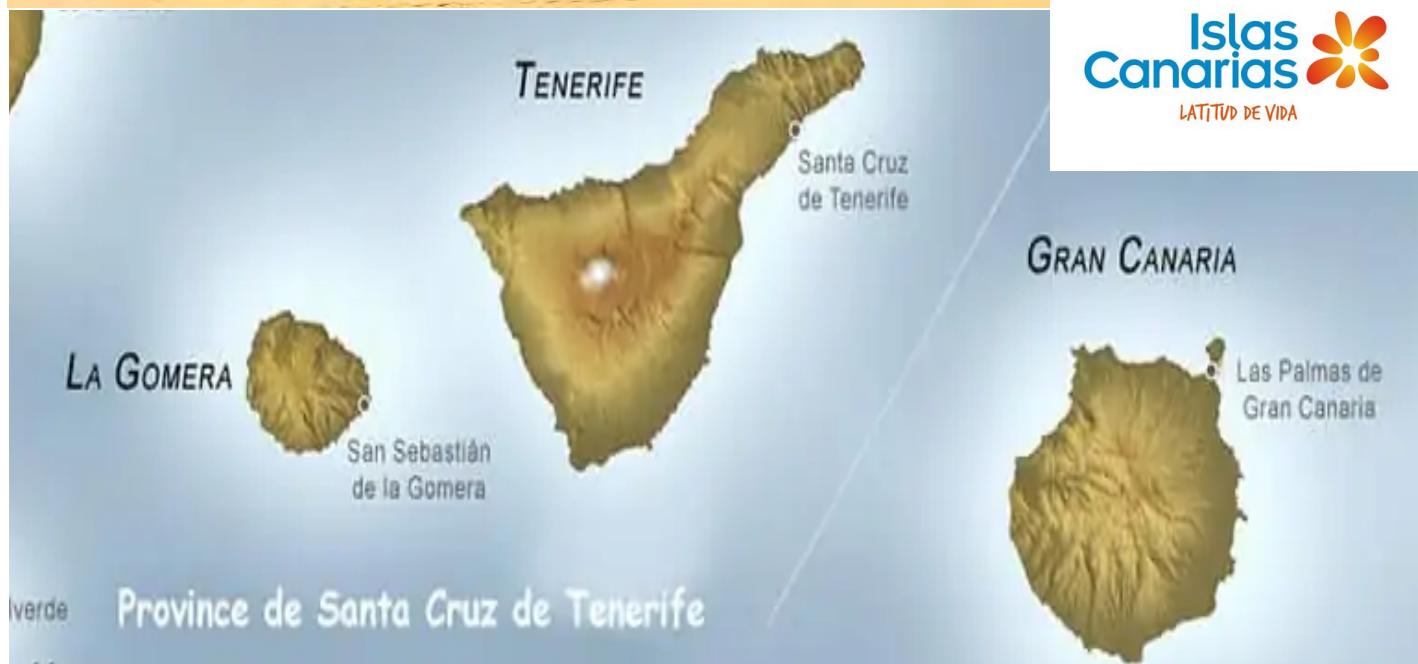 Islas
Canarias
LATITUD DE VIDA
TENERIFE
Santa Cruz
de Tenerife
GRAN CANARIA
Las Palmas de
Gran Canaria
LA GOMERA
San Sebastián
de la Gomera
lverde
Province de Santa Cruz de Tenerife